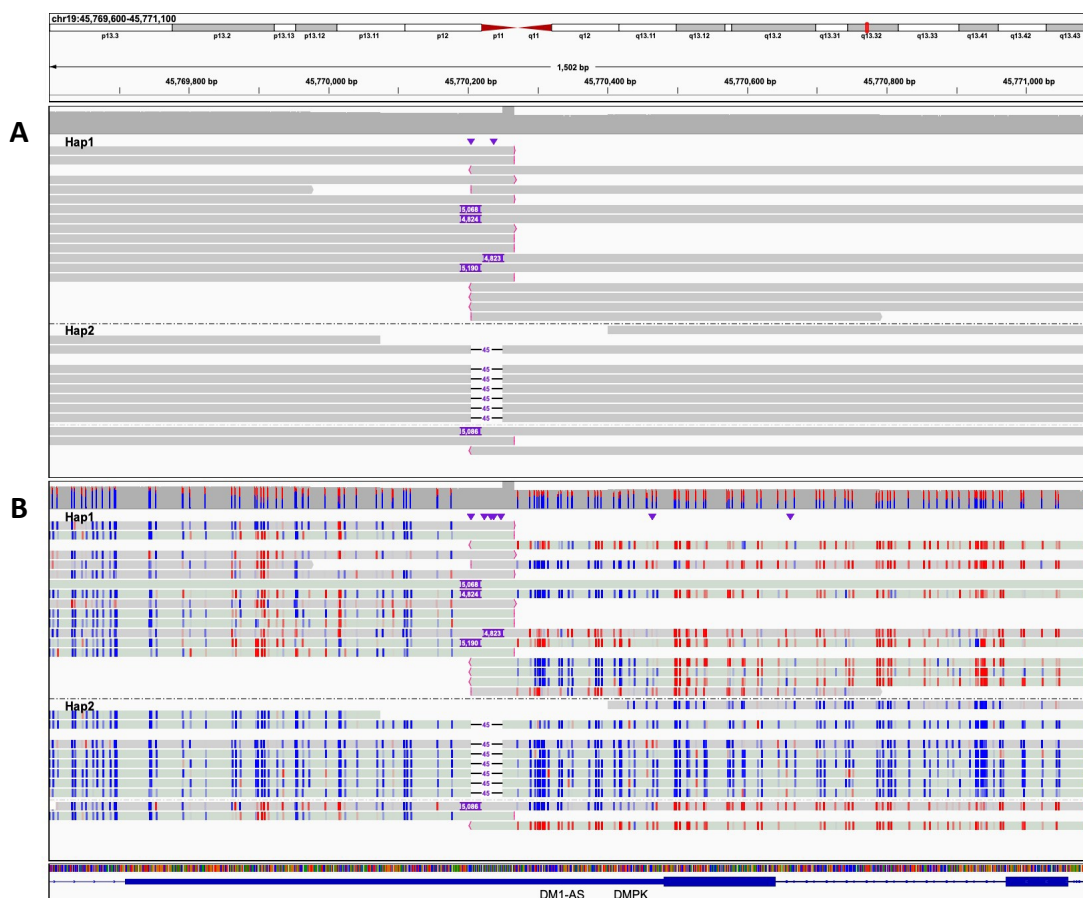 chr19:45,769,600-45,771,100
p13.3 p13.2 p13.13 p13.12 p13.11 p12 p11 q11 q12 q13.11 q13.12 q13.2 q13.31 q13.32 q13.33 q13.41 q13.42 q13.43
1,502 bp
45,769,800 bp 45,770,000 bp 45,770,200 bp 45,770,400 bp 45,770,600 bp 45,770,800 bp 45,771,000 bp
A
Hap1
5,068
4,824
4,823
5,190
Hap2
45
45
45
45
45
45
45
5,086
B
Hap1
5,068
4,824
4,823
5,190
Hap2
45
45
45
45
45
45
45
5,086
DM1-AS DMPK